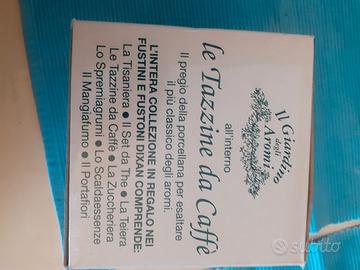 Il Giardino
degli
Aromi
all'interno
le Tazzine da Caffè
Il pregio della porcellana per esaltare
il più classico degli aromi.
L'INTERA COLLEZIONE IN REGALO NEI
FUSTINI E FUSTONI DIXAN COMPRENDE:
La Tisaniera ● Il Set da The ● La Teiera
Le Tazzine da Caffè ● La Zuccheriera
Lo Spremiagrumi ● Lo Scaldaessenze
Il Mangiafumo ● Il Portafiori
subito